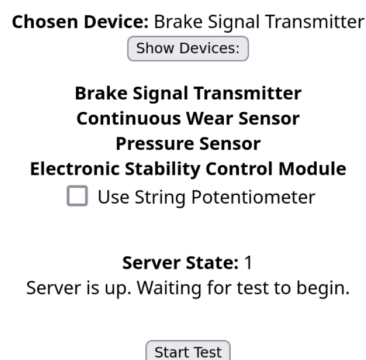 Chosen Device: Brake Signal Transmitter
Show Devices:
Brake Signal Transmitter
Continuous Wear Sensor
Pressure Sensor
Electronic Stability Control Module
Use String Potentiometer
Server State: 1
Server is up. Waiting for test to begin.
Start Test